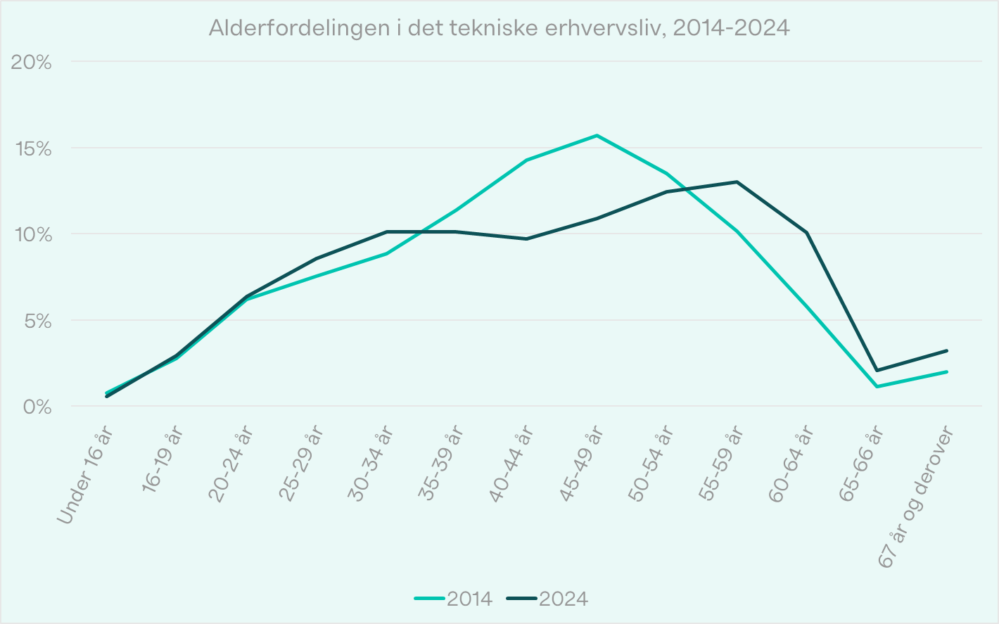 Alderfordelingen i det tekniske erhvervsliv, 2014-2024
20%
15%
10%
5%
0%
Under 16 år
16-19 år
20-24 år
25-29 år
30-34 år
35-39 år
40-44 år
45-49 år
50-54 år
55-59 år
60-64 år
65-66 år
67 år og derover
2014
2024